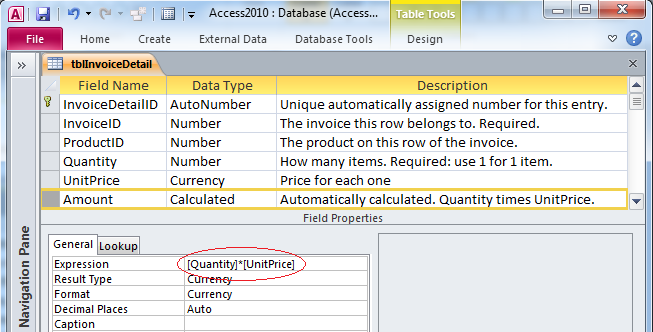 Access2010 : Database (Access...
Table Tools
File
Home
Create
External Data
Database Tools
Design
tblInvoiceDetail
Field Name Data Type Description
InvoiceDetailID AutoNumber Unique automatically assigned number for this entry.
InvoiceID Number The invoice this row belongs to. Required.
ProductID Number The product on this row of the invoice.
Quantity Number How many items. Required: use 1 for 1 item.
UnitPrice Currency Price for each one
Amount Calculated Automatically calculated. Quantity times UnitPrice.
Field Properties
General Lookup
Expression [Quantity]*[UnitPrice]
Result Type Currency
Format Currency
Decimal Places Auto
Caption
Navigation Pane